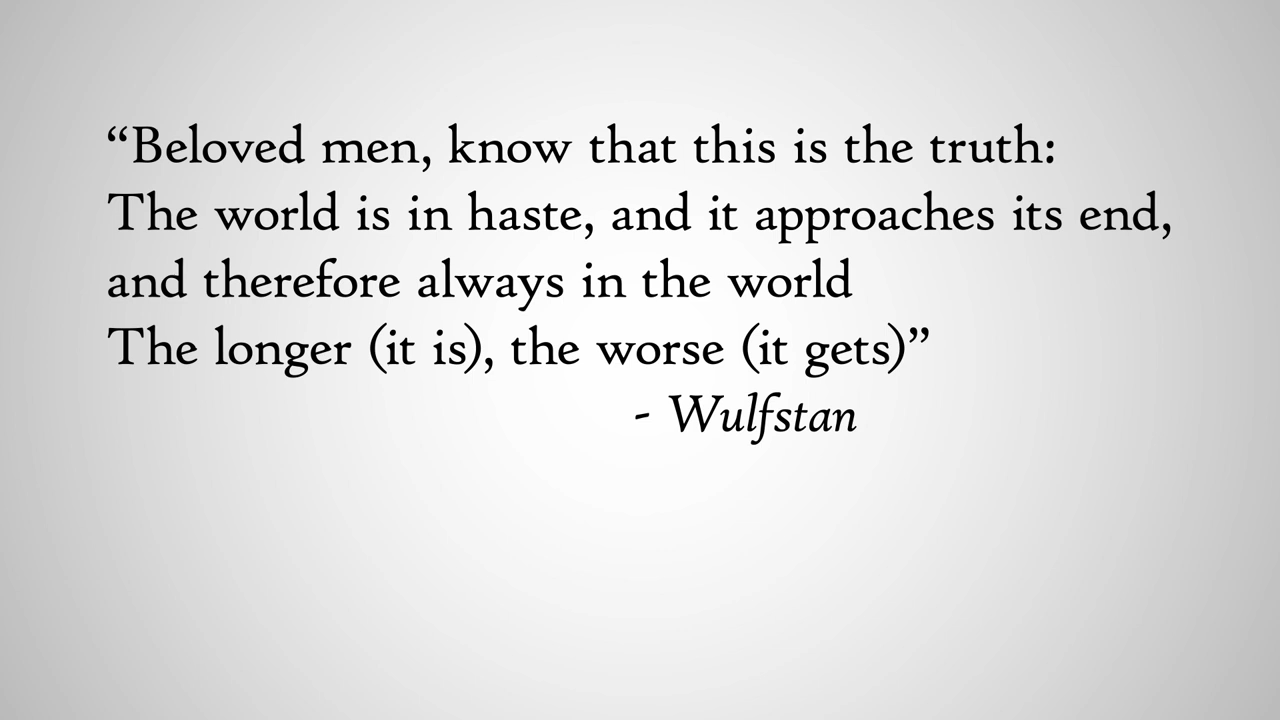 “Beloved men, know that this is the truth:
The world is in haste, and it approaches its end,
and therefore always in the world
The longer (it is), the worse (it gets)”
- Wulfstan